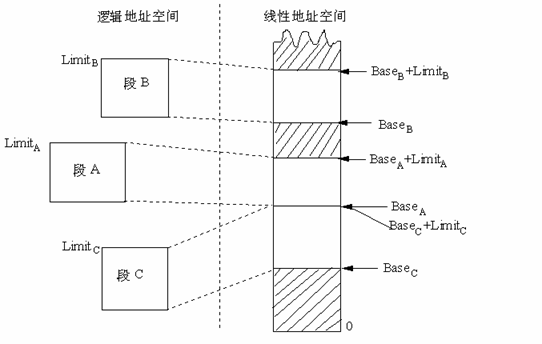 逻辑地址空间
线性地址空间
Limit_B
段 B
Base_B+Limit_B
Base_B
Limit_A
段 A
Base_A+Limit_A
Base_A
Base_C+Limit_C
Limit_C
段 C
Base_C
0